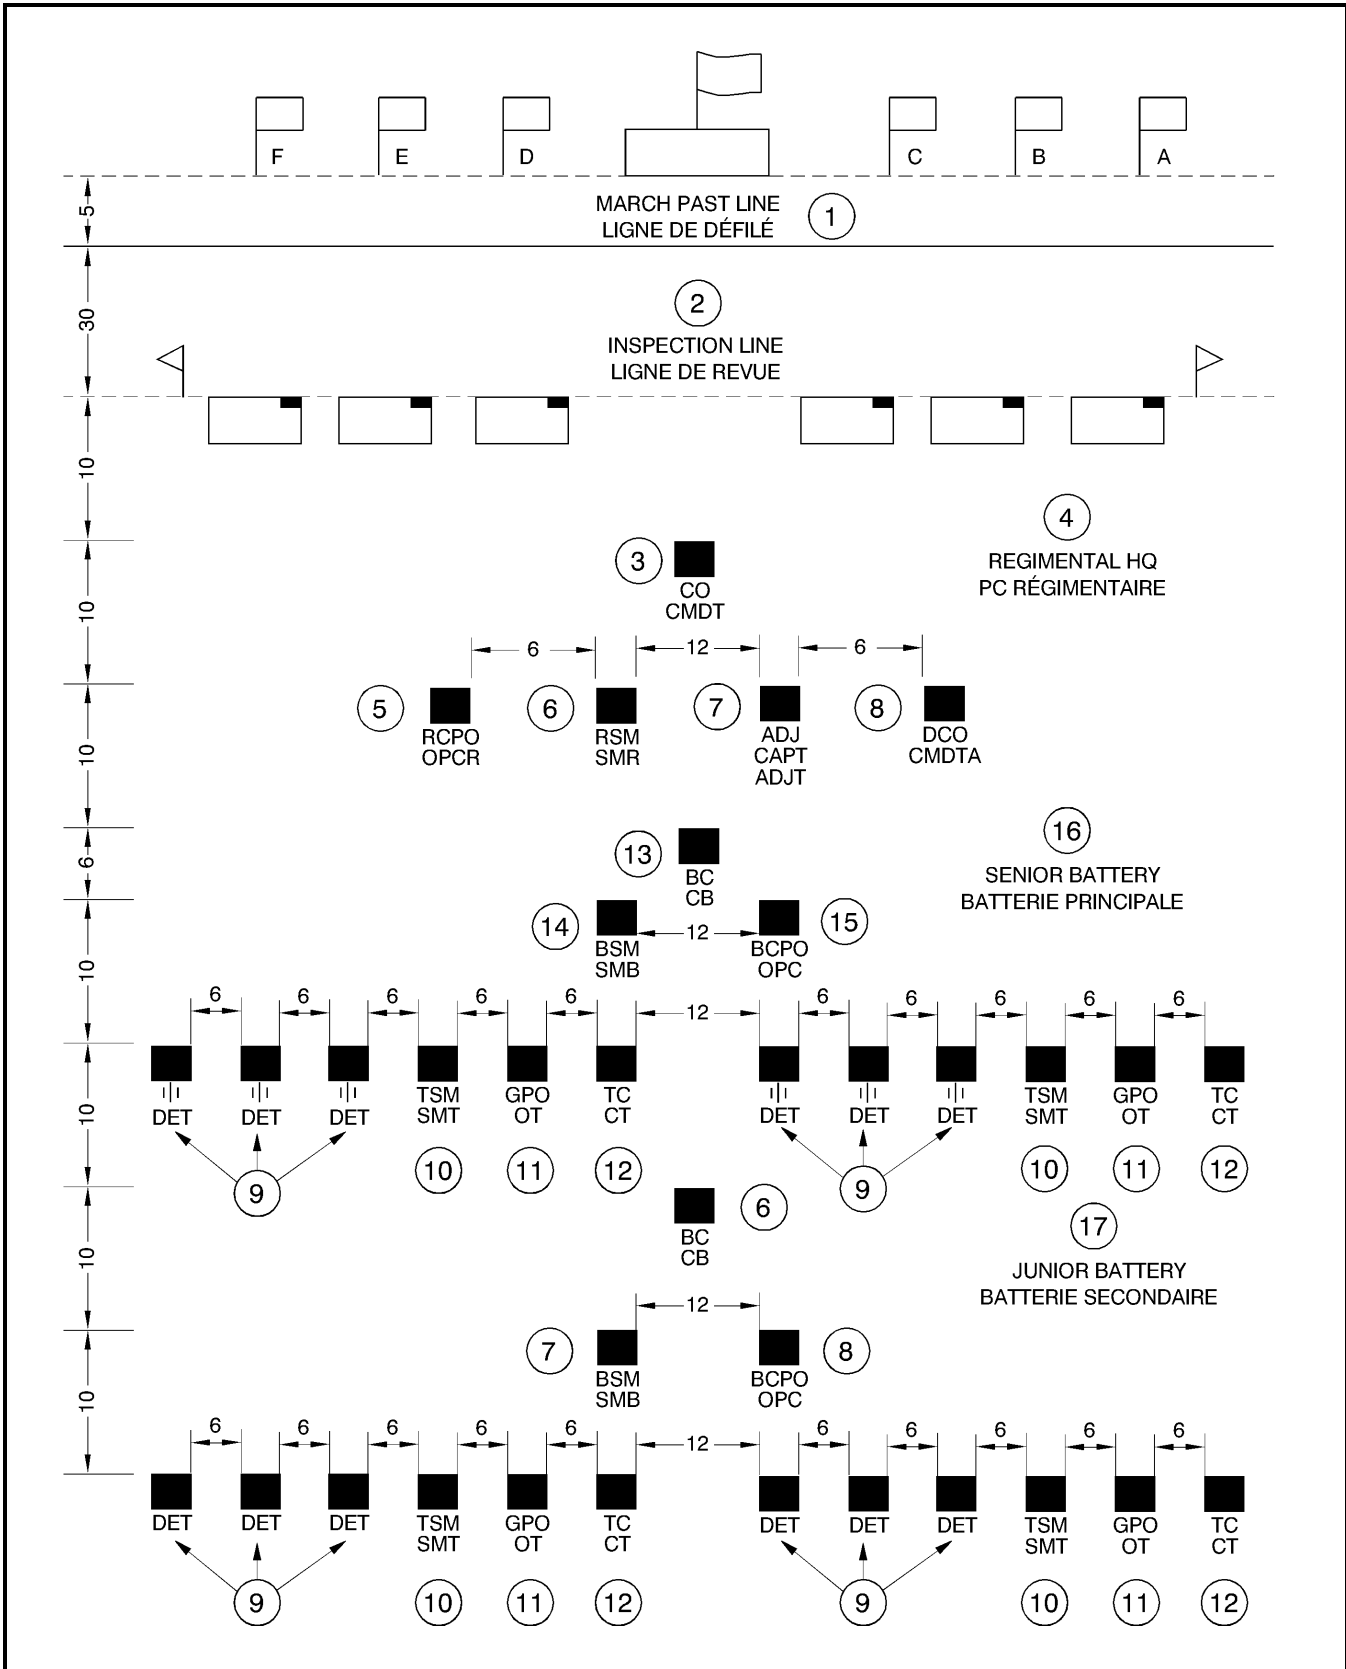 F E D C B A
5
MARCH PAST LINE
LIGNE DE DÉFILÉ
1
30
2
INSPECTION LINE
LIGNE DE REVUE
10
4
REGIMENTAL HQ
PC RÉGIMENTAIRE
3
CO
CMDT
10
6 12 6
5 6 7 8
RCPO RSM ADJ DCO
OPCR SMR CAPT CMDTA
ADJT
10
16
SENIOR BATTERY
BATTERIE PRINCIPALE
13
6
BC
CB
14 12 15
BSM BCPO
SMB OPC
10
6 6 6 6 6 12 6 6 6 6 6
DET DET DET TSM GPO TC DET DET DET TSM GPO TC
SMT OT CT SMT OT CT
10
9 10 11 12 9 10 11 12
6
BC
CB
17
JUNIOR BATTERY
BATTERIE SECONDAIRE
10
12
7 8
BSM BCPO
SMB OPC
10
6 6 6 6 6 12 6 6 6 6 6
DET DET DET TSM GPO TC DET DET DET TSM GPO TC
SMT OT CT SMT OT CT
9 10 11 12 9 10 11 12